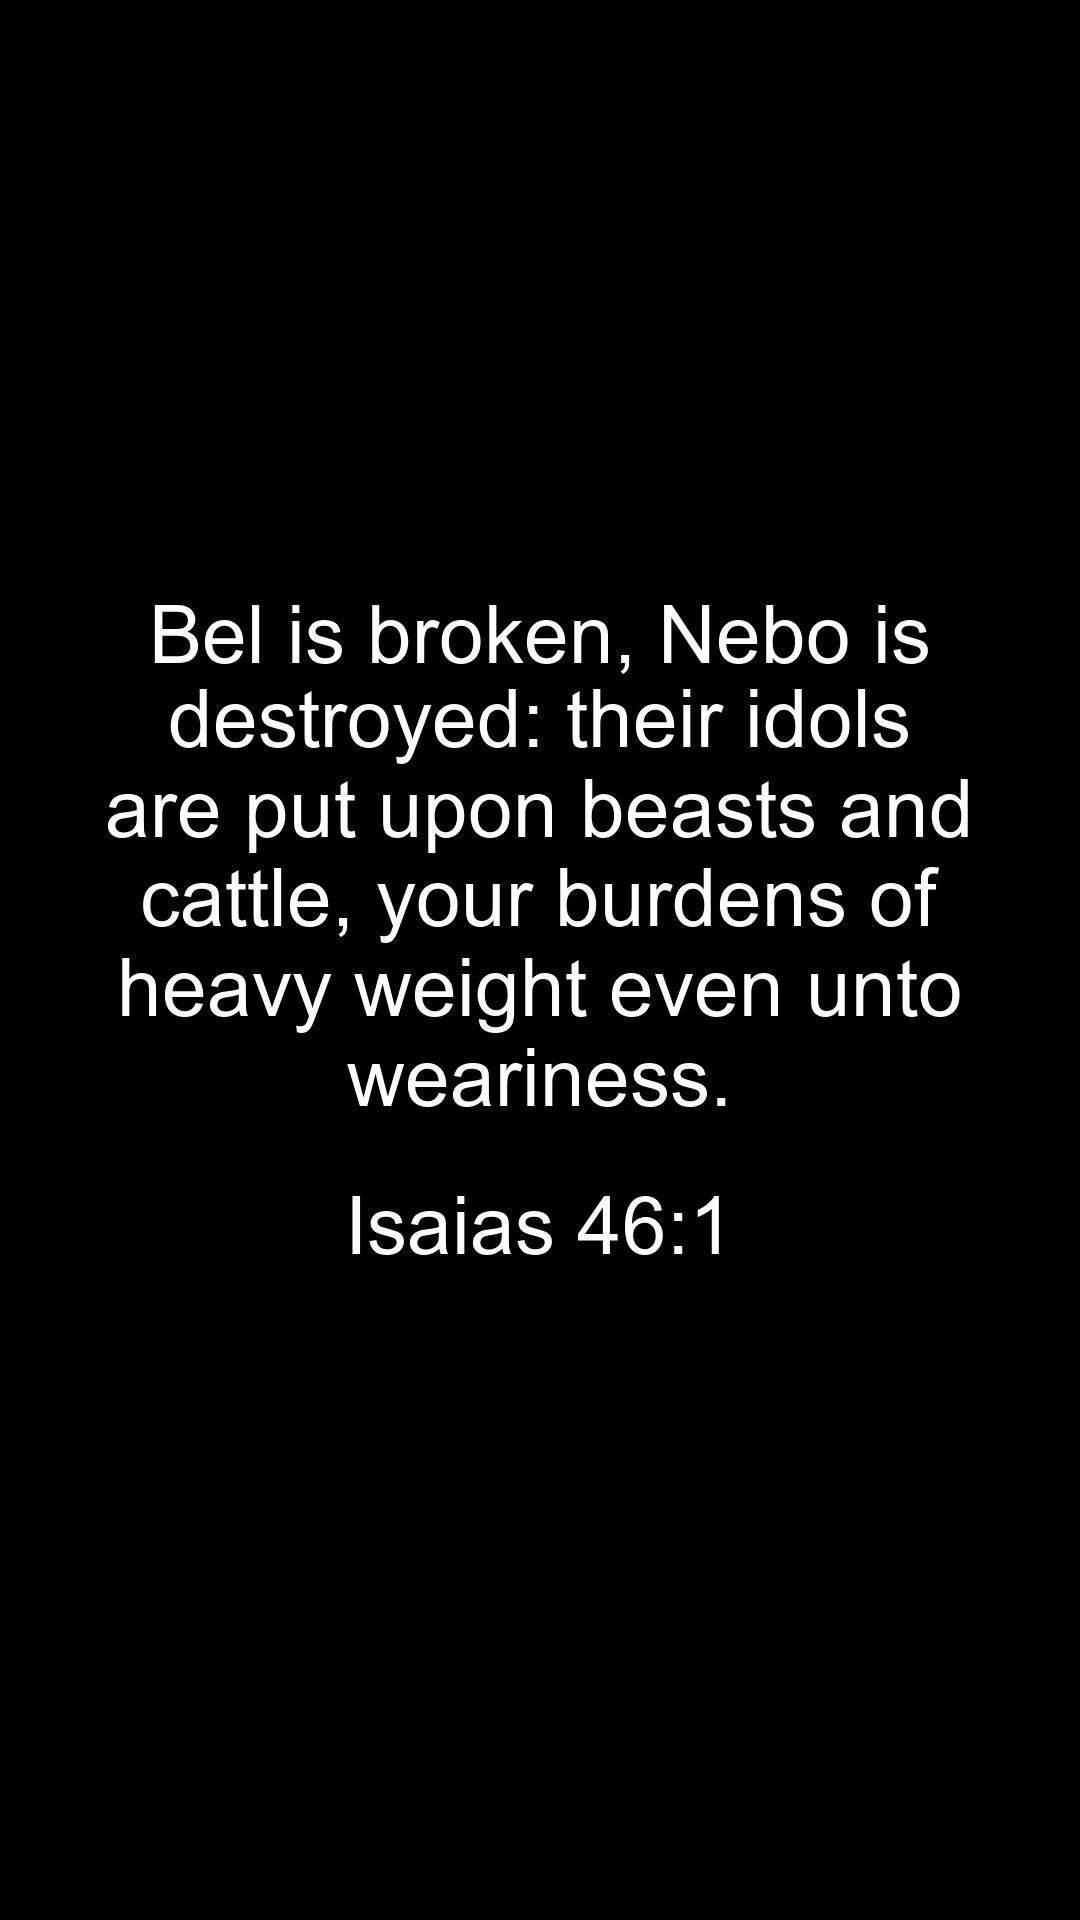 Bel is broken, Nebo is
destroyed: their idols
are put upon beasts and
cattle, your burdens of
heavy weight even unto
weariness.
Isaias 46:1